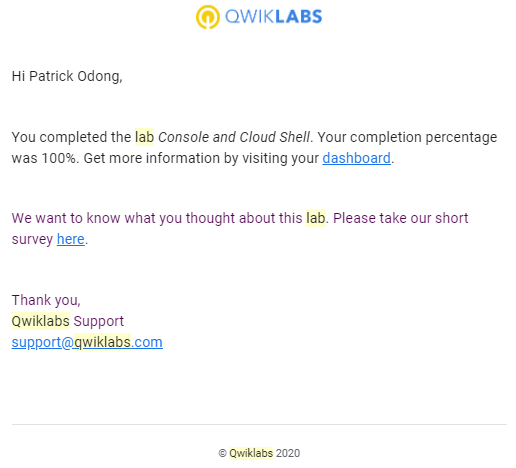 QWIKLABS
Hi Patrick Odong,
You completed the lab Console and Cloud Shell. Your completion percentage
was 100%. Get more information by visiting your dashboard.
We want to know what you thought about this lab. Please take our short
survey here.
Thank you,
Qwiklabs Support
support@qwiklabs.com
© Qwiklabs 2020